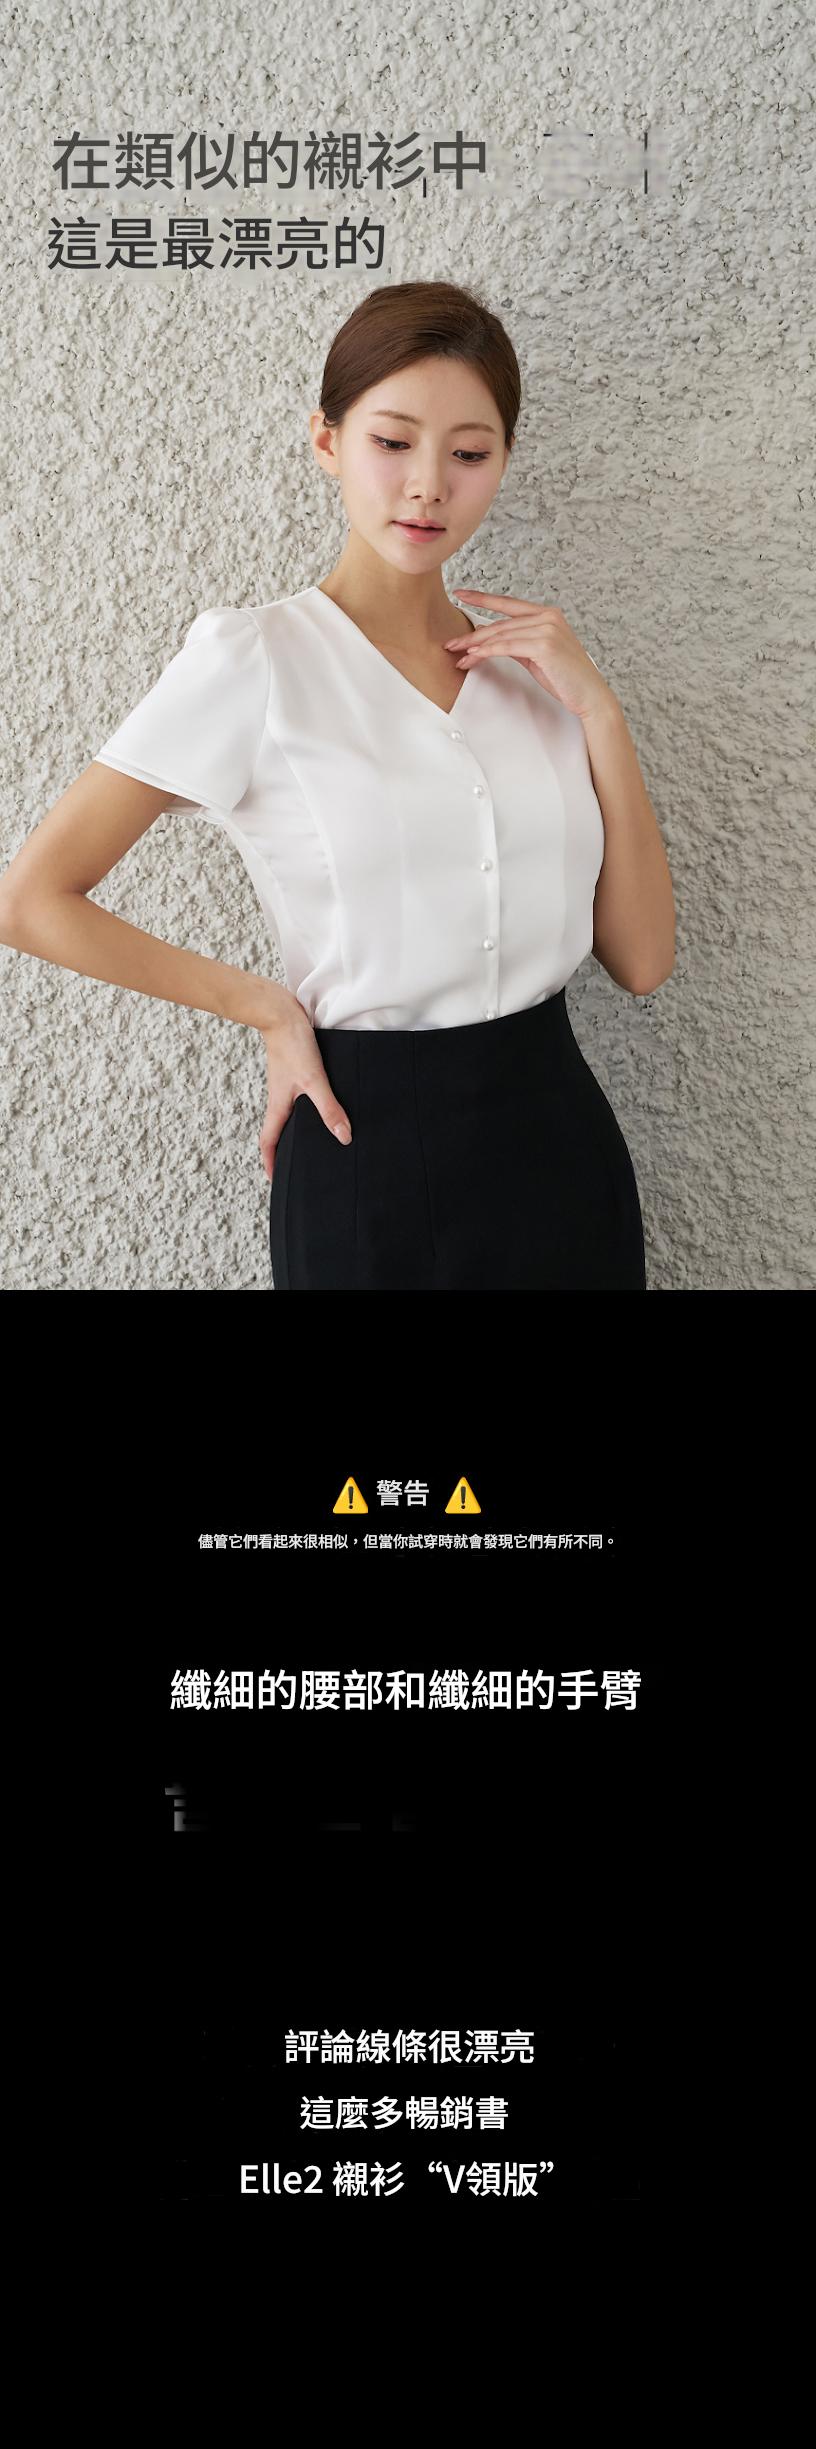 在類似的襯衫中
這是最漂亮的
⚠️ 警告 ⚠️
儘管它們看起來很相似，但當你試穿時就會發現它們有所不同。
纖細的腰部和纖細的手臂
評論線條很漂亮
這麼多暢銷書
Elle2 襯衫“V領版”